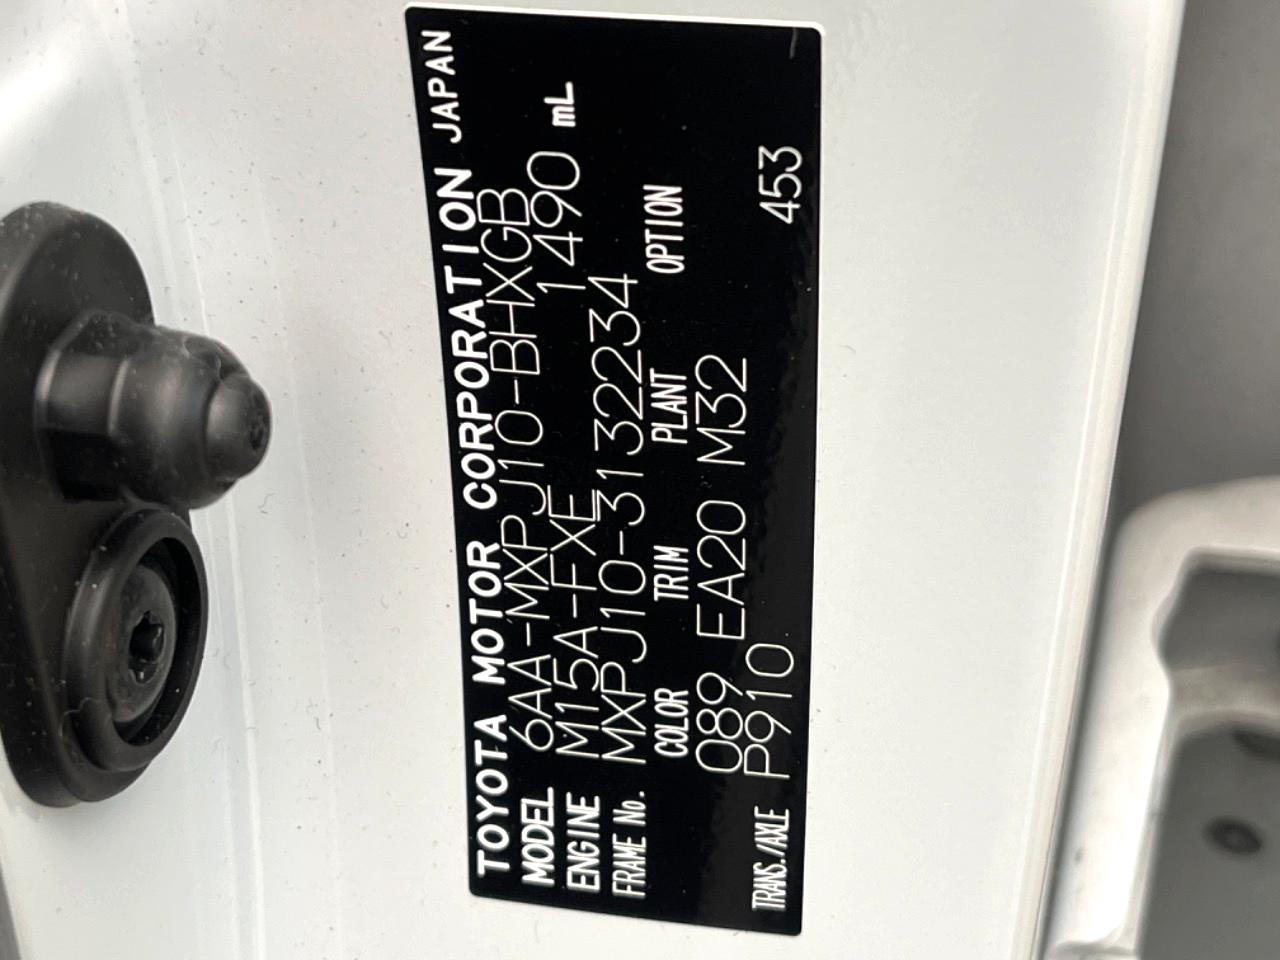 TOYOTA MOTOR CORPORATION JAPAN
MODEL 6AA-MXPJ10-BHXGB
ENGINE M15A-FXE 1490 mL
FRAME No. MXPJ10-3132234
COLOR TRIM PLANT OPTION
089 EA20 M32
TRANS./AXLE P910 453